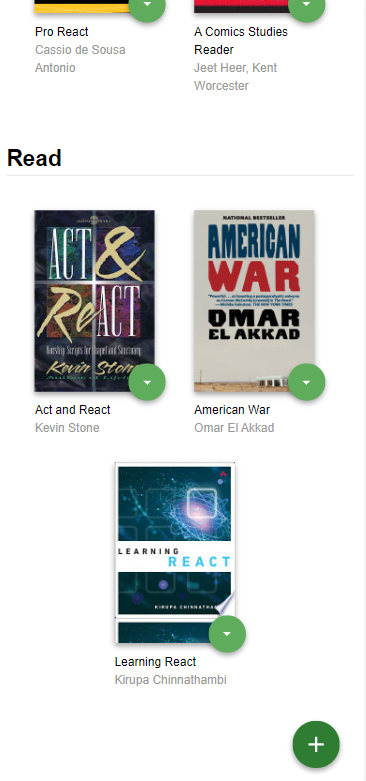 Pro React
Cassio de Sousa
Antonio
A Comics Studies
Reader
Jeet Heer, Kent
Worcester
Read
ACT &
ReACT
Worship Scripts for Chapel and Sanctuary
Kevin Stone
Act and React
Kevin Stone
NATIONAL BESTSELLER
AMERICAN
WAR
OMAR
EL AKKAD
American War
Omar El Akkad
LEARNING
REACT
KIRUPA CHINNATHAMBI
Learning React
Kirupa Chinnathambi
+